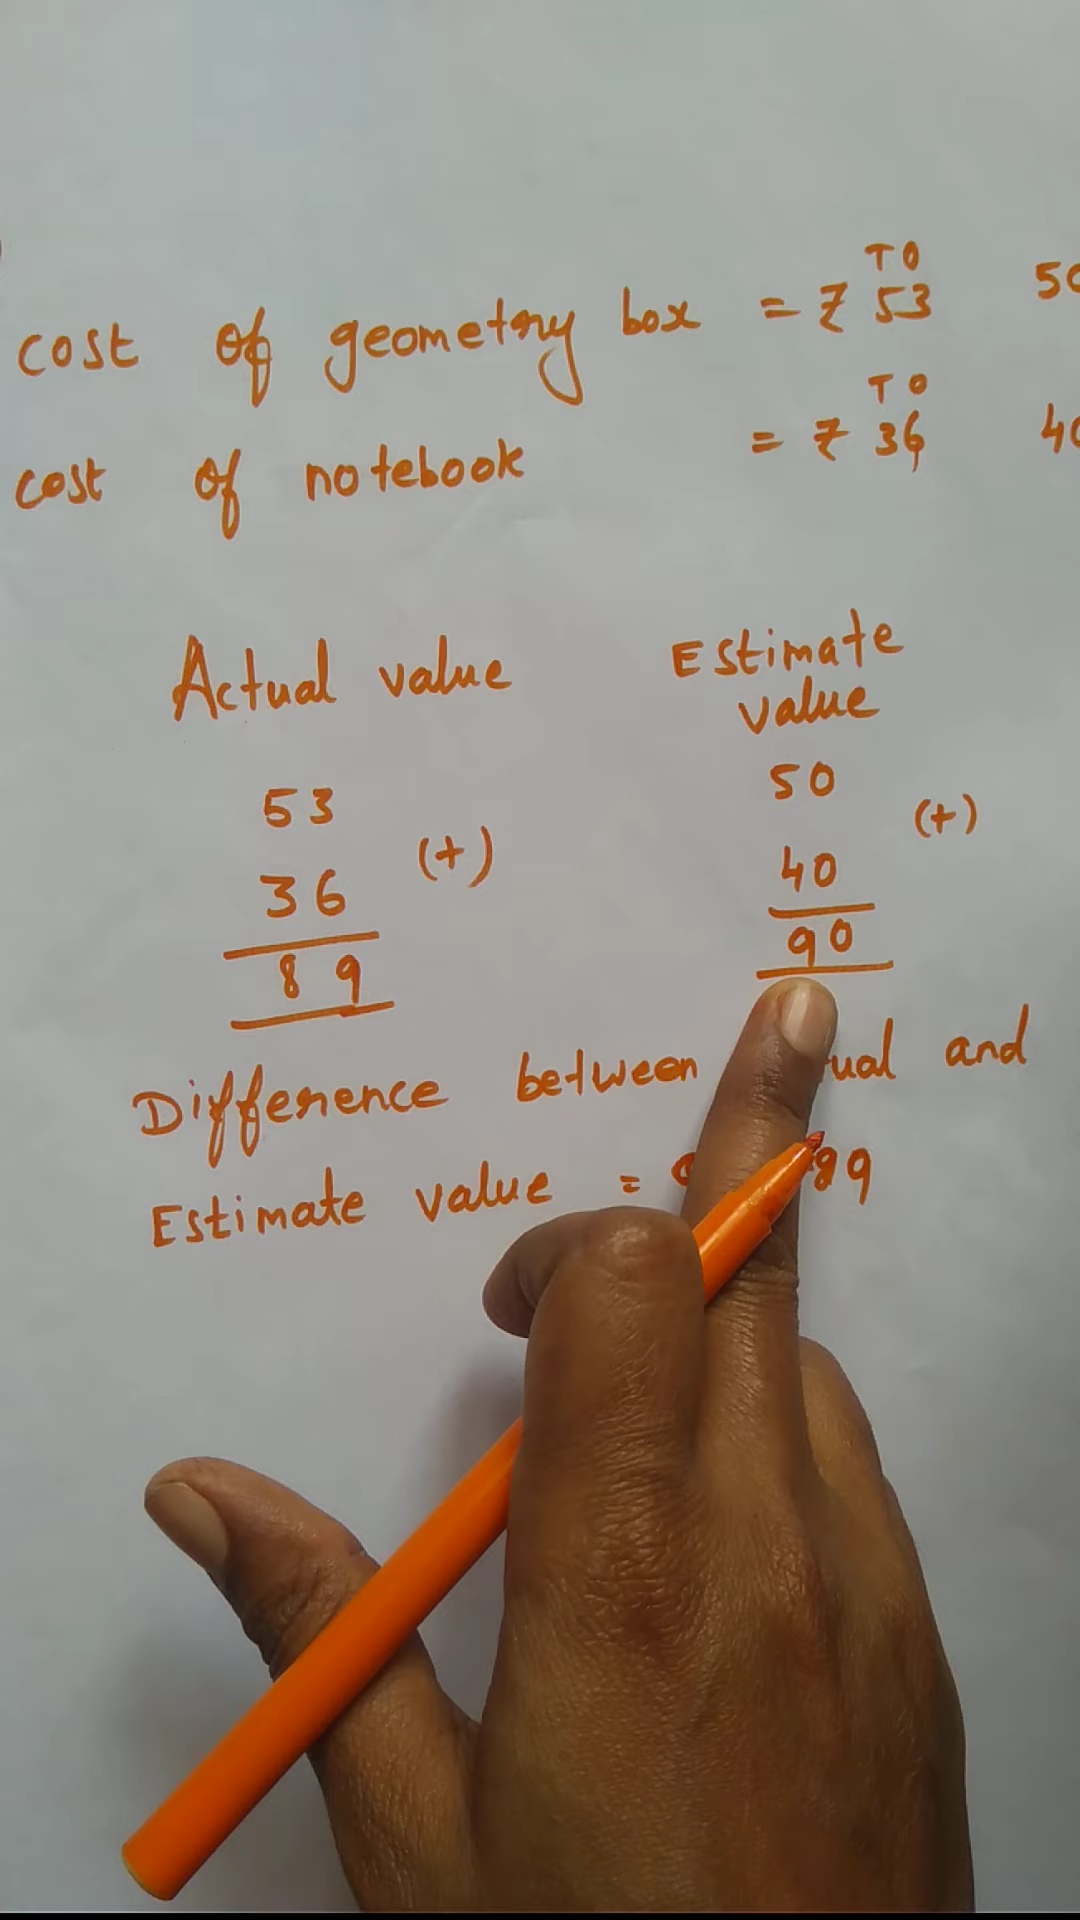 T O
cost of geometry box = ₹ 53 50
T O
cost of notebook = ₹ 36 40
Actual value
Estimate
value
53
36 (+)
89
50
40 (+)
90
Difference between and
Estimate value = 89